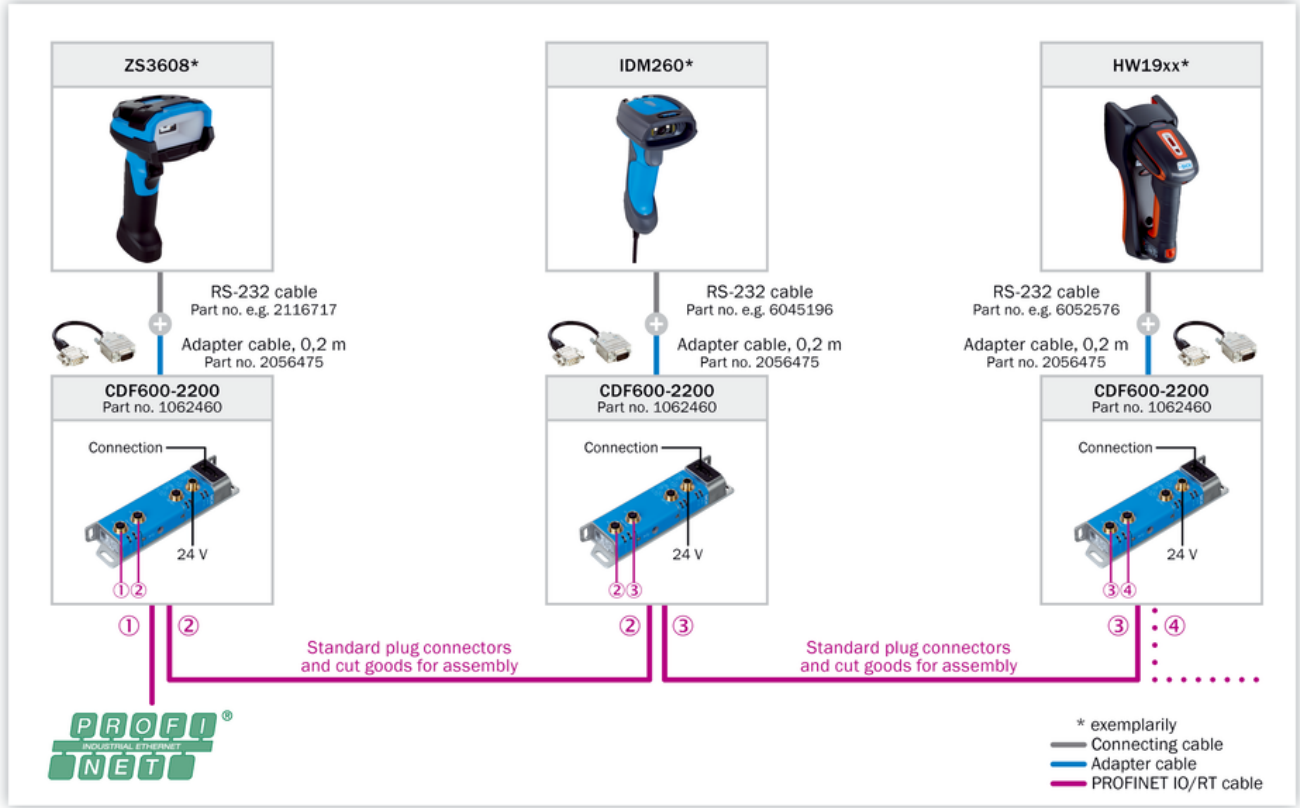 ZS3608*
IDM260*
HW19xx*
RS-232 cable
Part no. e.g. 2116717
Adapter cable, 0,2 m
Part no. 2056475
RS-232 cable
Part no. e.g. 6045196
Adapter cable, 0,2 m
Part no. 2056475
RS-232 cable
Part no. e.g. 6052576
Adapter cable, 0,2 m
Part no. 2056475
CDF600-2200
Part no. 1062460
Connection
24 V
①②
CDF600-2200
Part no. 1062460
Connection
24 V
②③
CDF600-2200
Part no. 1062460
Connection
24 V
③④
①
②
Standard plug connectors
and cut goods for assembly
②
③
Standard plug connectors
and cut goods for assembly
③
④
PROFI®
INDUSTRIAL ETHERNET
NET
* exemplarily
Connecting cable
Adapter cable
PROFINET IO/RT cable